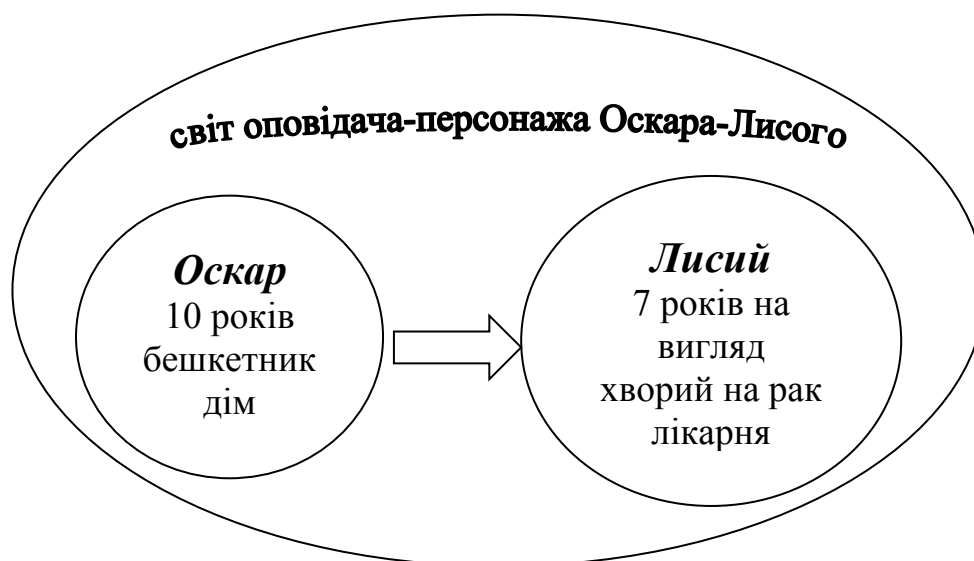 світ оповідача-персонажа Оскара-Лисого
Оскар
10 років
бешкетник
дім
Лисий
7 років на
вигляд
хворий на рак
лікарня